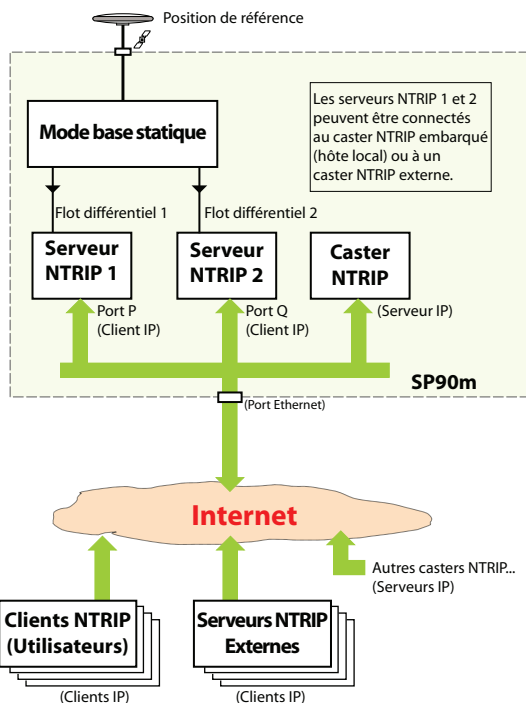 Position de référence
Les serveurs NTRIP 1 et 2
peuvent être connectés
au caster NTRIP embarqué
(hôte local) ou à un
caster NTRIP externe.
Mode base statique
Flot différentiel 1
Flot différentiel 2
Serveur
NTRIP 1
Serveur
NTRIP 2
Caster
NTRIP
Port P
(Client IP)
Port Q
(Client IP)
(Serveur IP)
SP90m
(Port Ethernet)
Internet
Autres casters NTRIP...
(Serveurs IP)
Clients NTRIP
(Utilisateurs)
Serveurs NTRIP
Externes
(Clients IP)
(Clients IP)